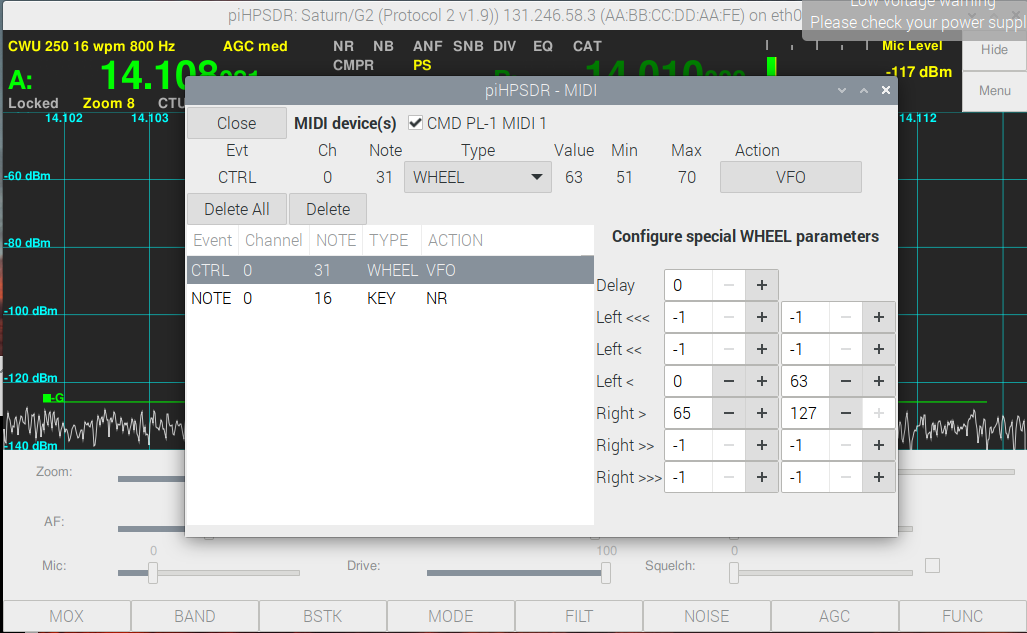 piHPSDR: Saturn/G2 (Protocol 2 v1.9)) 131.246.58.3 (AA:BB:CC:DD:AA:FE) on eth0
Low voltage warning
Please check your power suppl
CWU 250 16 wpm 800 Hz AGC med NR NB ANF SNB DIV EQ CAT Mic Level Hide
CMPR PS
A: 14.108 14.010 -117 dBm
Locked Zoom 8 CTU Menu
14.102 14.103 14.112
-60 dBm
-80 dBm
-100 dBm
-120 dBm
-G
-140 dBm
piHPSDR - MIDI
Close MIDI device(s) CMD PL-1 MIDI 1
Evt Ch Note Type Value Min Max Action
CTRL 0 31 WHEEL 63 51 70 VFO
Delete All Delete
Event Channel NOTE TYPE ACTION
CTRL 0 31 WHEEL VFO
NOTE 0 16 KEY NR
Configure special WHEEL parameters
Delay 0 − +
Left <<< -1 − + -1 − +
Left << -1 − + -1 − +
Left < 0 − + 63 − +
Right > 65 − + 127 − +
Right >> -1 − + -1 − +
Right >>> -1 − + -1 − +
Zoom:
AF:
0 100 0
Mic: Drive: Squelch:
MOX BAND BSTK MODE FILT NOISE AGC FUNC